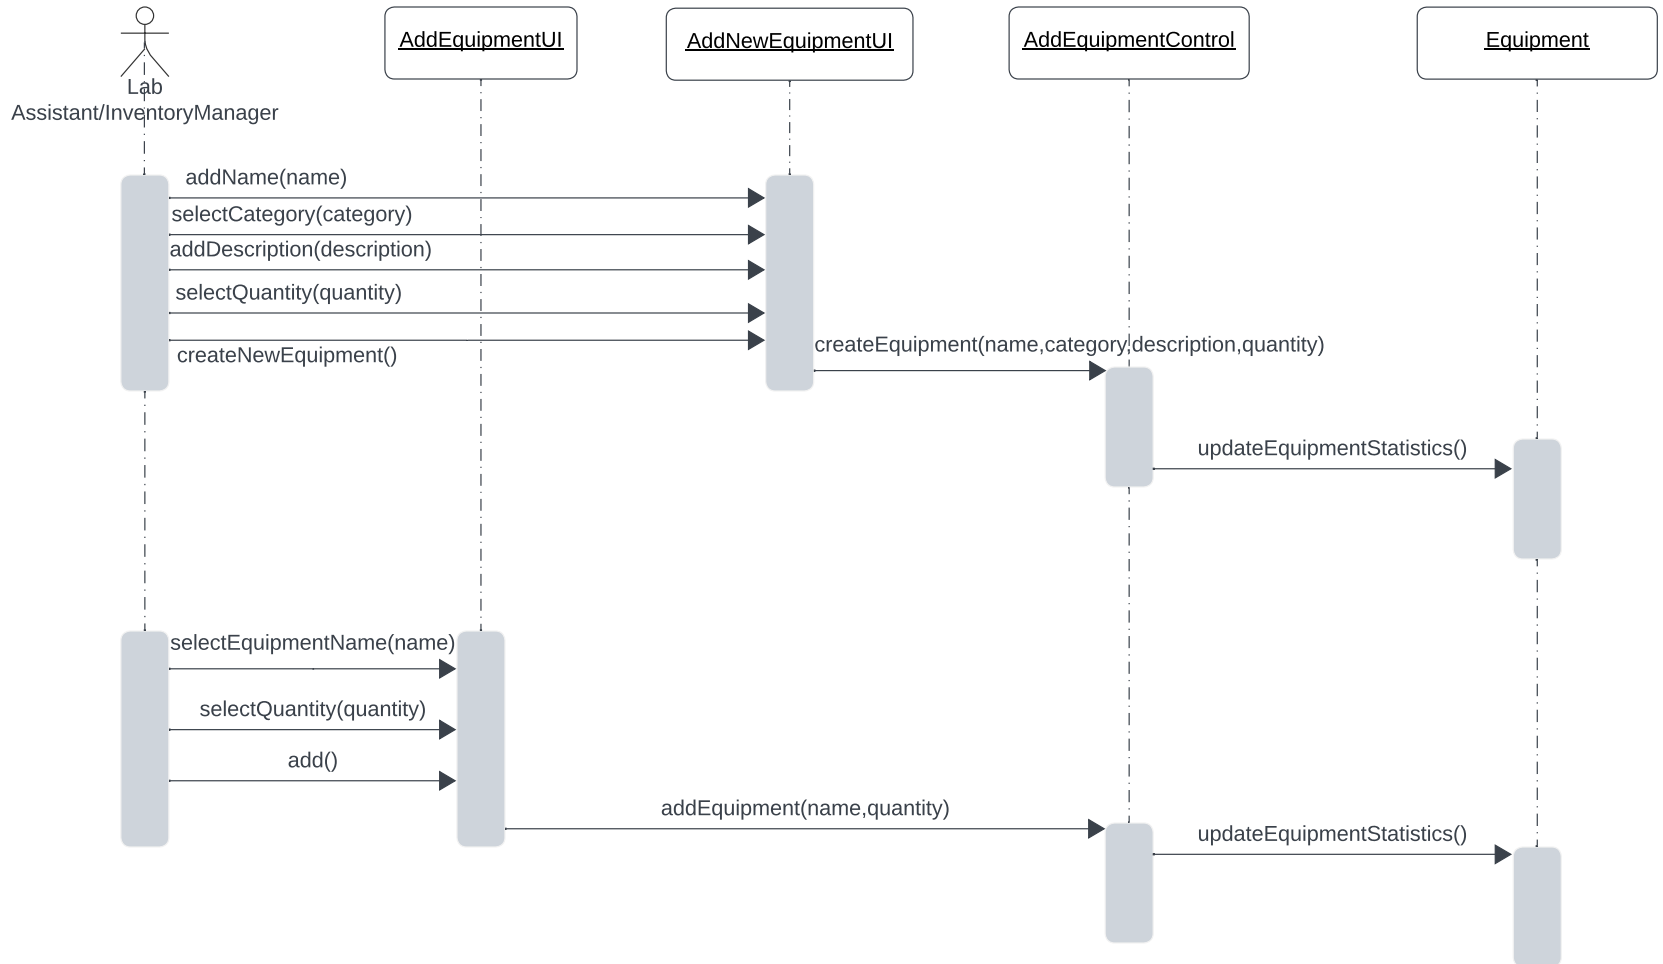 Lab
Assistant/InventoryManager
AddEquipmentUI
AddNewEquipmentUI
AddEquipmentControl
Equipment
addName(name)
selectCategory(category)
addDescription(description)
selectQuantity(quantity)
createNewEquipment()
createEquipment(name,category,description,quantity)
updateEquipmentStatistics()
selectEquipmentName(name)
selectQuantity(quantity)
add()
addEquipment(name,quantity)
updateEquipmentStatistics()